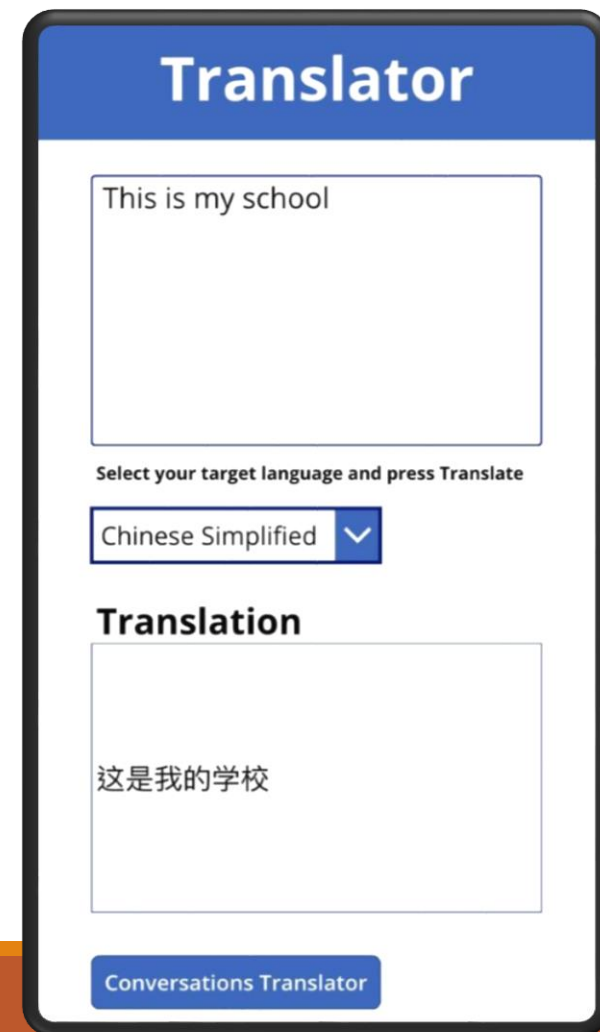 Translator
This is my school
Select your target language and press Translate
Chinese Simplified
Translation
这是我的学校
Conversations Translator